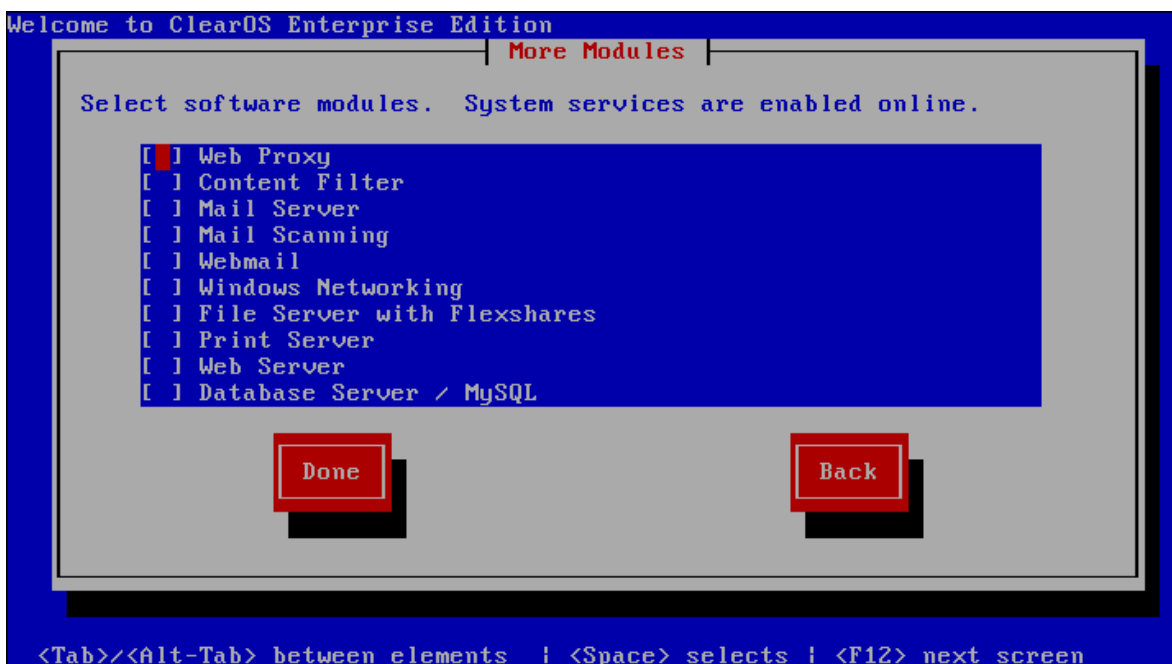 Welcome to ClearOS Enterprise Edition
More Modules
Select software modules.  System services are enabled online.
[ ] Web Proxy
[ ] Content Filter
[ ] Mail Server
[ ] Mail Scanning
[ ] Webmail
[ ] Windows Networking
[ ] File Server with Flexshares
[ ] Print Server
[ ] Web Server
[ ] Database Server / MySQL
Done Back
<Tab>/<Alt-Tab> between elements  | <Space> selects | <F12> next screen